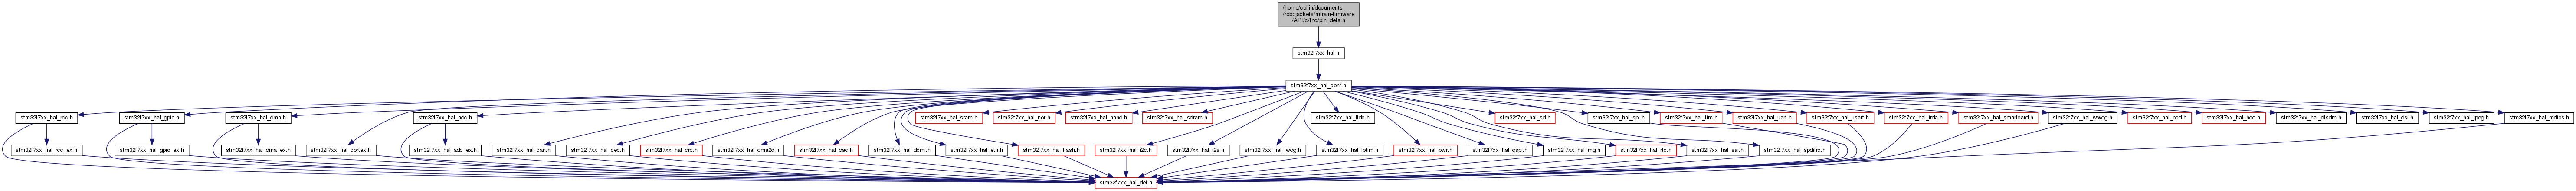 /home/collin/documents
/robojackets/mtrain-firmware
/API/c/Inc/pin_defs.h
stm32f7xx_hal.h
stm32f7xx_hal_conf.h
stm32f7xx_hal_rcc.h
stm32f7xx_hal_gpio.h
stm32f7xx_hal_dma.h
stm32f7xx_hal_adc.h
stm32f7xx_hal_sram.h
stm32f7xx_hal_nor.h
stm32f7xx_hal_nand.h
stm32f7xx_hal_sdram.h
stm32f7xx_hal_ltdc.h
stm32f7xx_hal_sd.h
stm32f7xx_hal_spi.h
stm32f7xx_hal_tim.h
stm32f7xx_hal_uart.h
stm32f7xx_hal_usart.h
stm32f7xx_hal_irda.h
stm32f7xx_hal_smartcard.h
stm32f7xx_hal_wwdg.h
stm32f7xx_hal_pcd.h
stm32f7xx_hal_hcd.h
stm32f7xx_hal_dfsdm.h
stm32f7xx_hal_dsi.h
stm32f7xx_hal_jpeg.h
stm32f7xx_hal_mdios.h
stm32f7xx_hal_rcc_ex.h
stm32f7xx_hal_gpio_ex.h
stm32f7xx_hal_dma_ex.h
stm32f7xx_hal_cortex.h
stm32f7xx_hal_adc_ex.h
stm32f7xx_hal_can.h
stm32f7xx_hal_cec.h
stm32f7xx_hal_crc.h
stm32f7xx_hal_dma2d.h
stm32f7xx_hal_dac.h
stm32f7xx_hal_dcmi.h
stm32f7xx_hal_eth.h
stm32f7xx_hal_flash.h
stm32f7xx_hal_i2c.h
stm32f7xx_hal_i2s.h
stm32f7xx_hal_iwdg.h
stm32f7xx_hal_lptim.h
stm32f7xx_hal_pwr.h
stm32f7xx_hal_qspi.h
stm32f7xx_hal_rng.h
stm32f7xx_hal_rtc.h
stm32f7xx_hal_sai.h
stm32f7xx_hal_spdifrx.h
stm32f7xx_hal_def.h